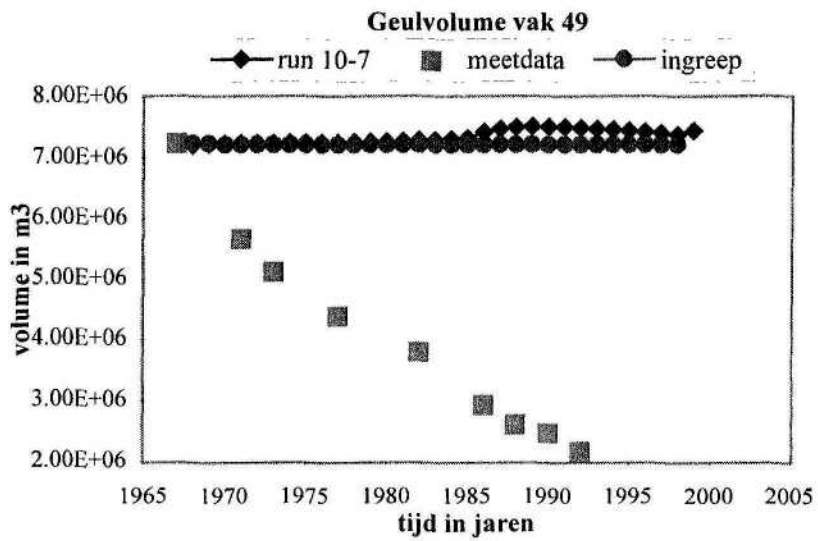 Geulvolume vak 49
run 10-7 meetdata ingreep
8.00E+06
7.00E+06
6.00E+06
5.00E+06
4.00E+06
3.00E+06
2.00E+06
volume in m3
1965 1970 1975 1980 1985 1990 1995 2000 2005
tijd in jaren